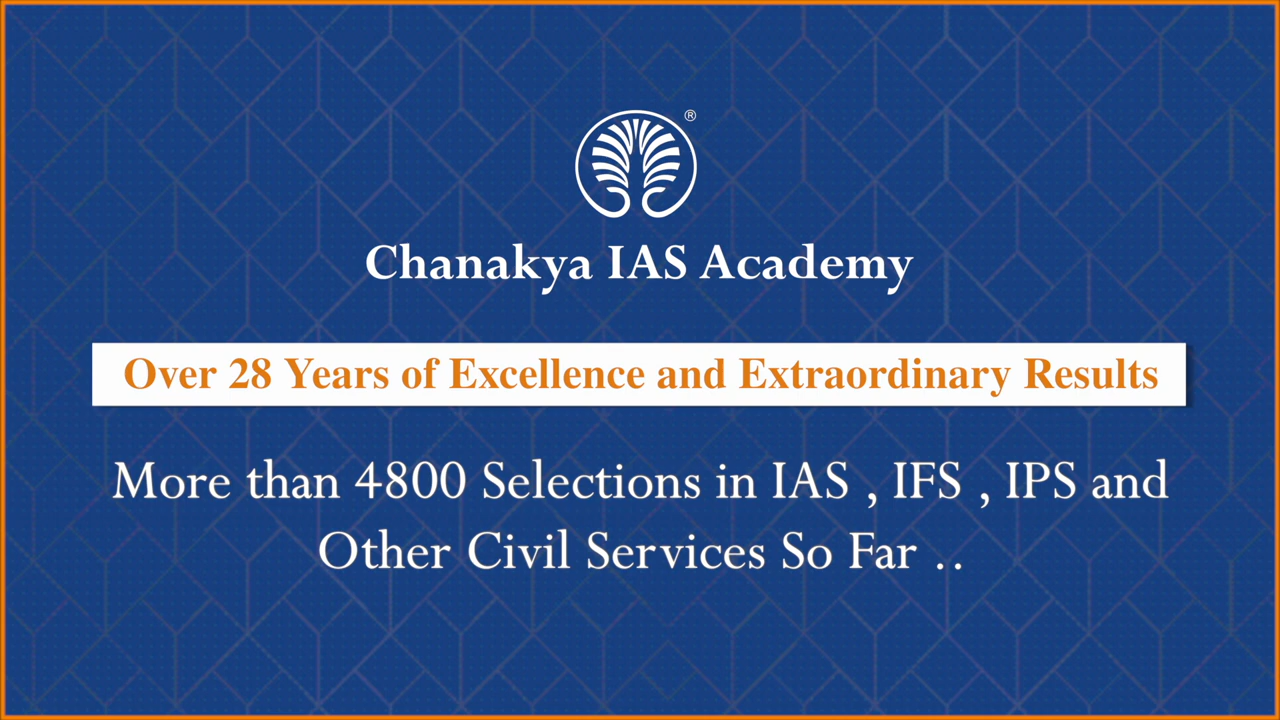 ®
Chanakya IAS Academy
Over 28 Years of Excellence and Extraordinary Results
More than 4800 Selections in IAS , IFS , IPS and
Other Civil Services So Far ..